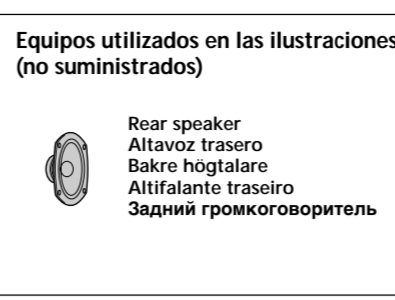 Equipos utilizados en las ilustraciones
(no suministrados)
Rear speaker
Altavoz trasero
Bakre högtalare
Altifalante traseiro
Задний громкоговоритель